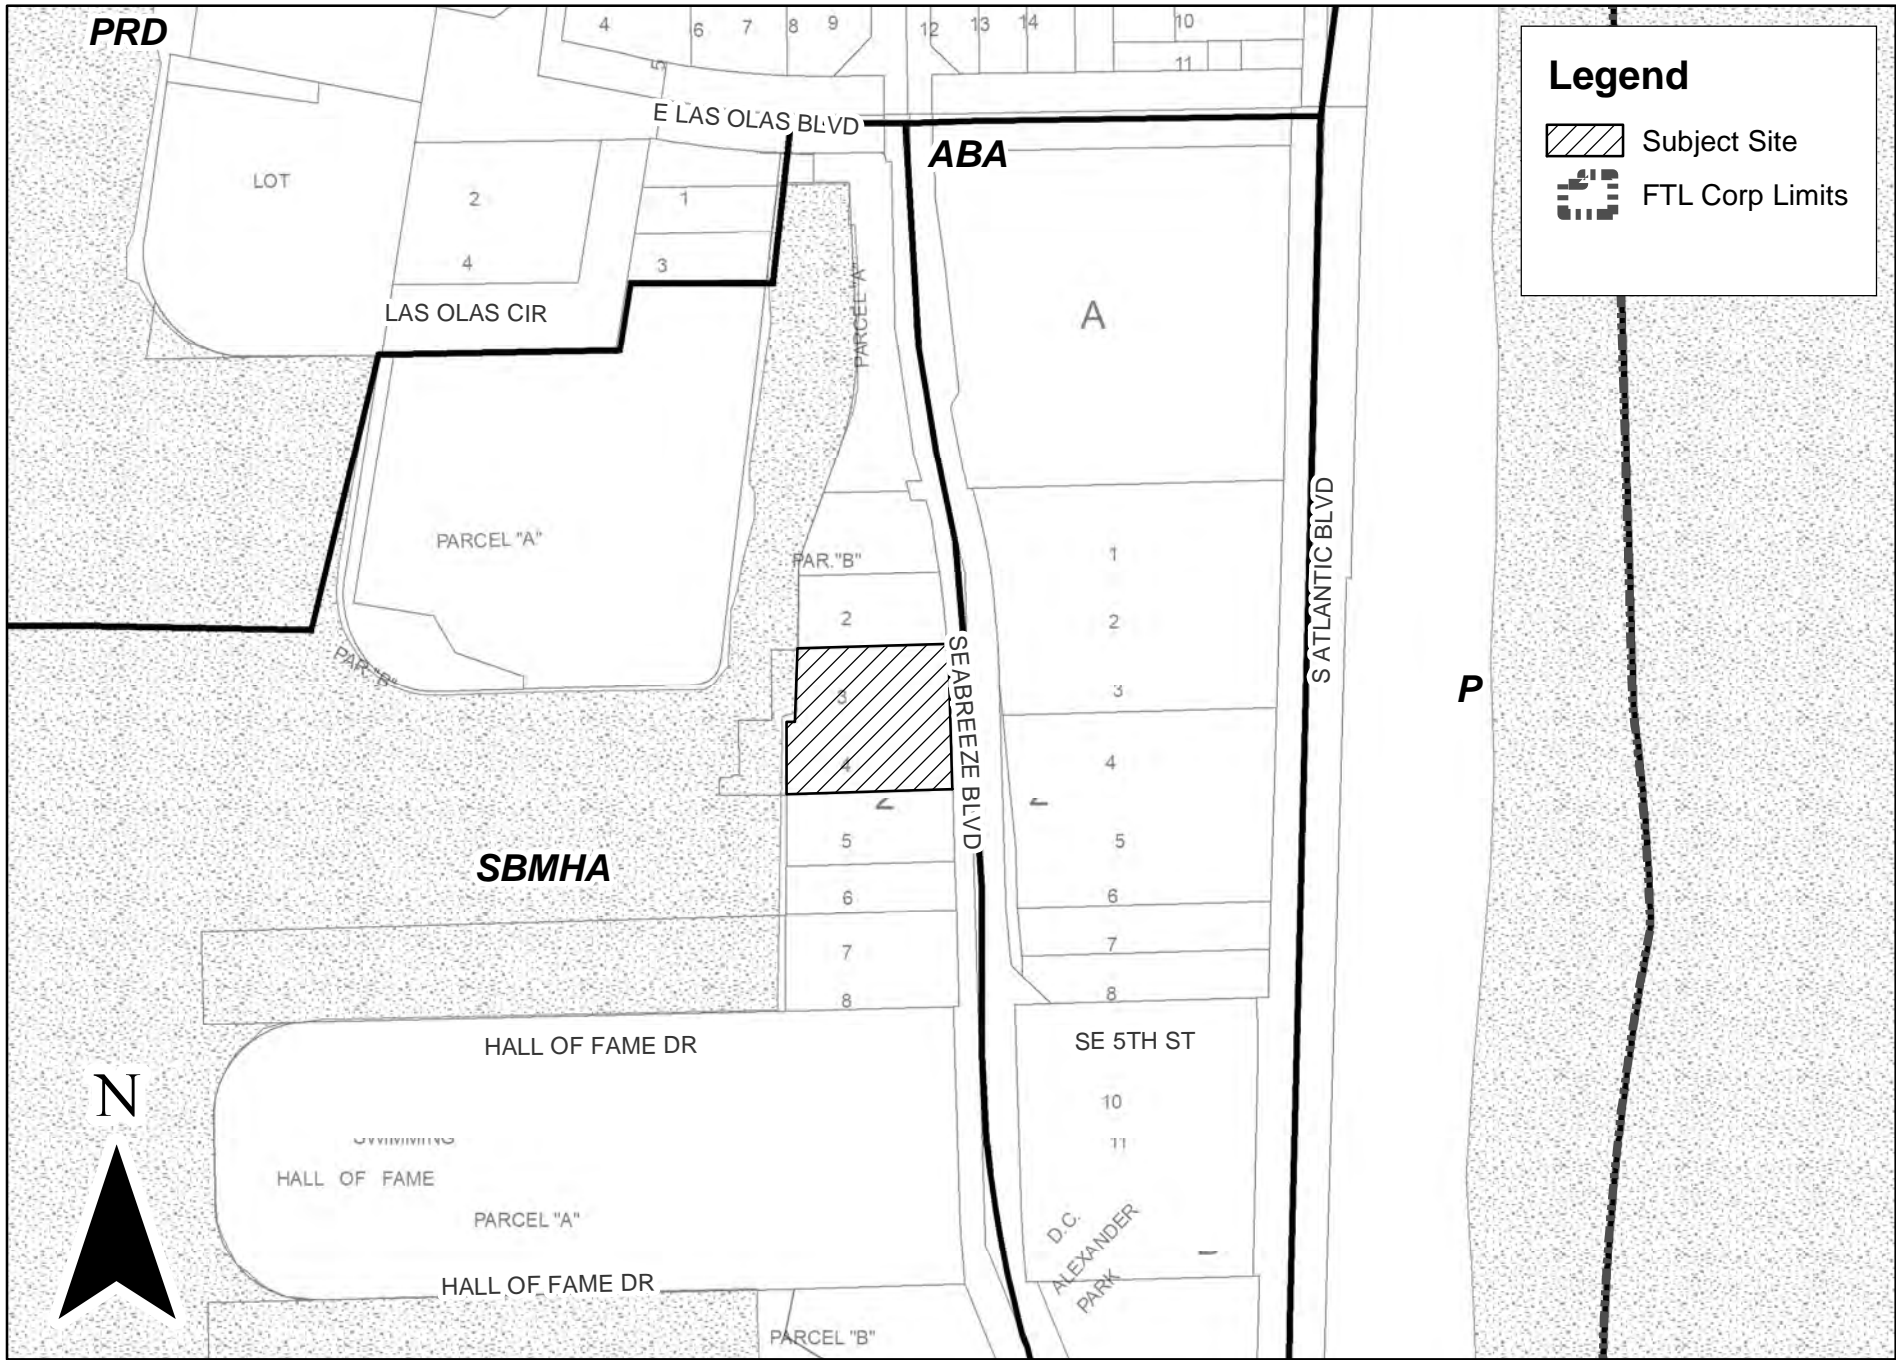 PRD
4
6
7
8
9
12
13
14
10
5
11
E LAS OLAS BLVD
ABA
Legend
Subject Site
FTL Corp Limits
LOT
2
1
4
3
LAS OLAS CIR
PARCEL "A"
A
PARCEL "A"
PAR. "B"
1
2
2
S ATLANTIC BLVD
PAR. "B"
3
3
P
SEABREEZE BLVD
4
4
5
5
SBMHA
6
6
7
7
8
8
HALL OF FAME DR
SE 5TH ST
N
10
SWIMMING
11
HALL OF FAME
PARCEL "A"
D.C.
ALEXANDER
PARK
HALL OF FAME DR
PARCEL "B"